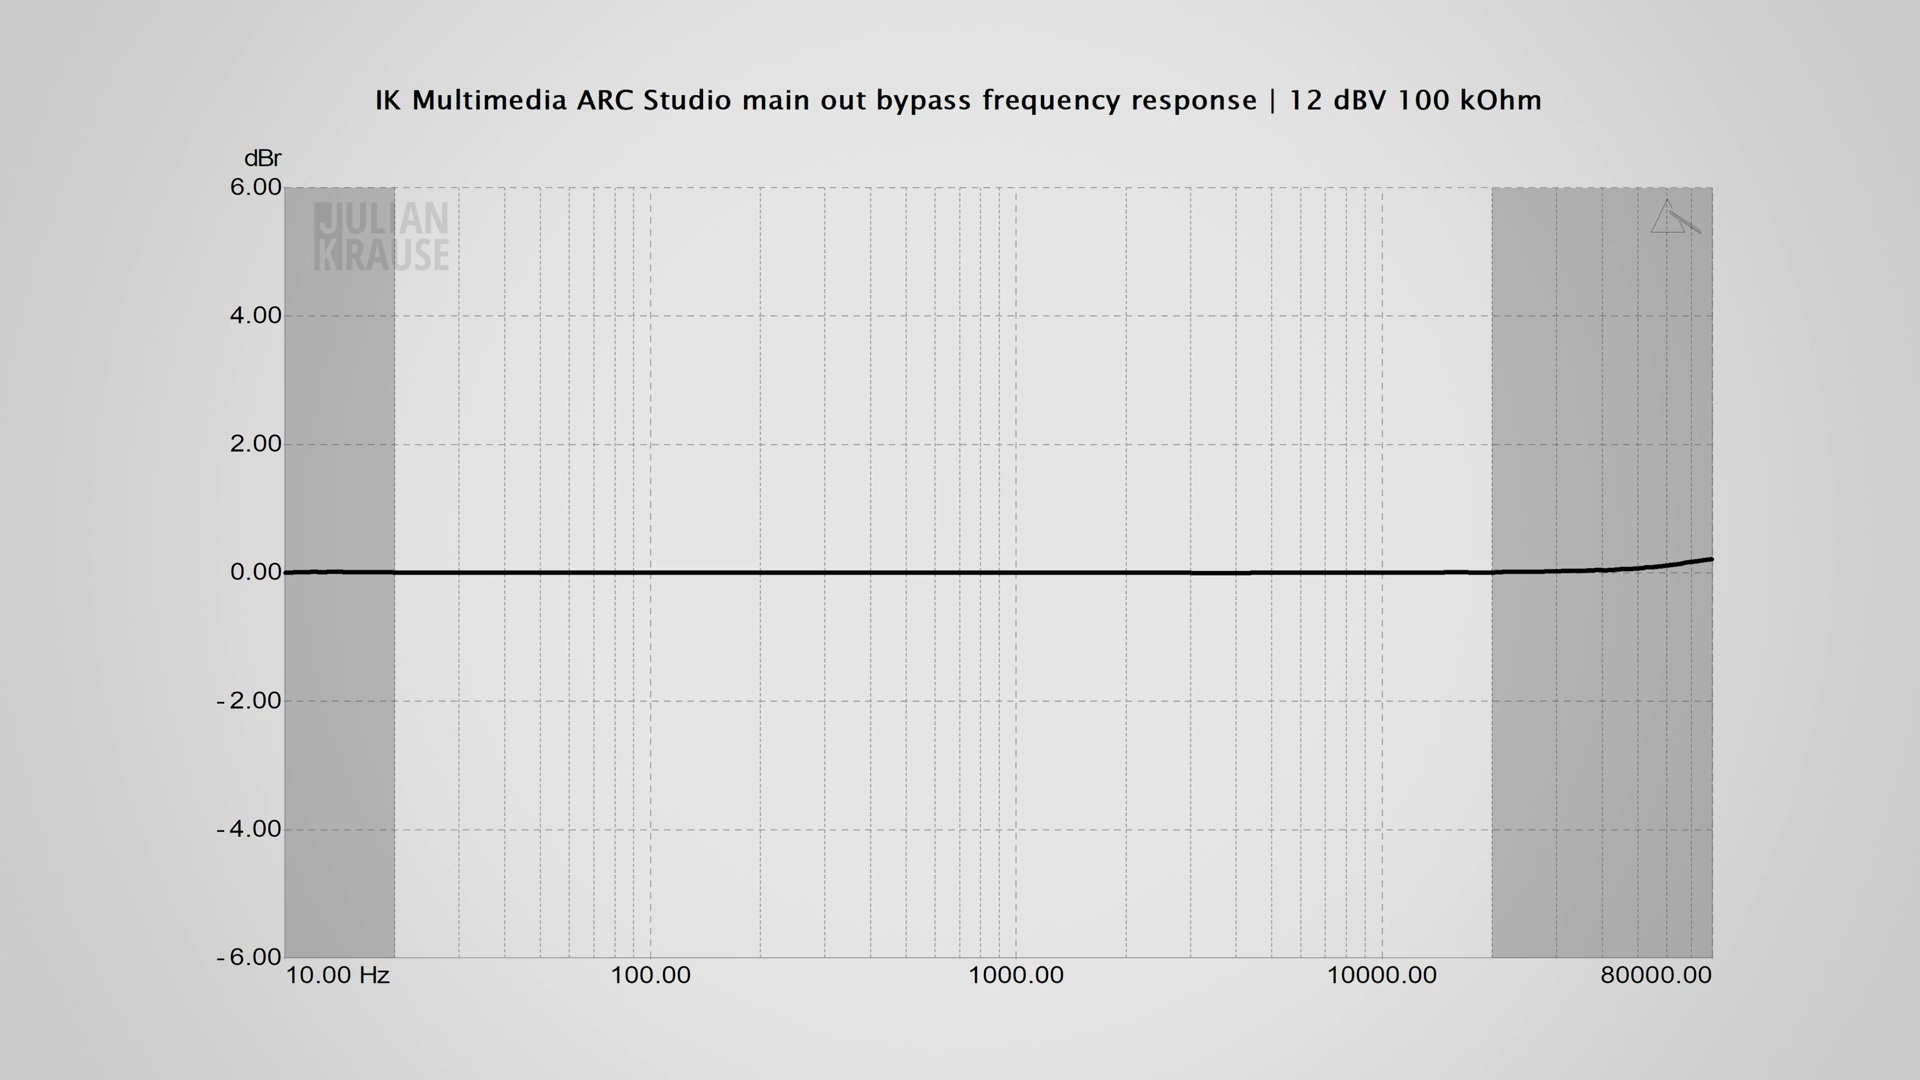 IK Multimedia ARC Studio main out bypass frequency response | 12 dBV 100 kOhm
dBr
6.00
JULIAN
KRAUSE
4.00
2.00
0.00
-2.00
-4.00
-6.00
10.00 Hz 100.00 1000.00 10000.00 80000.00